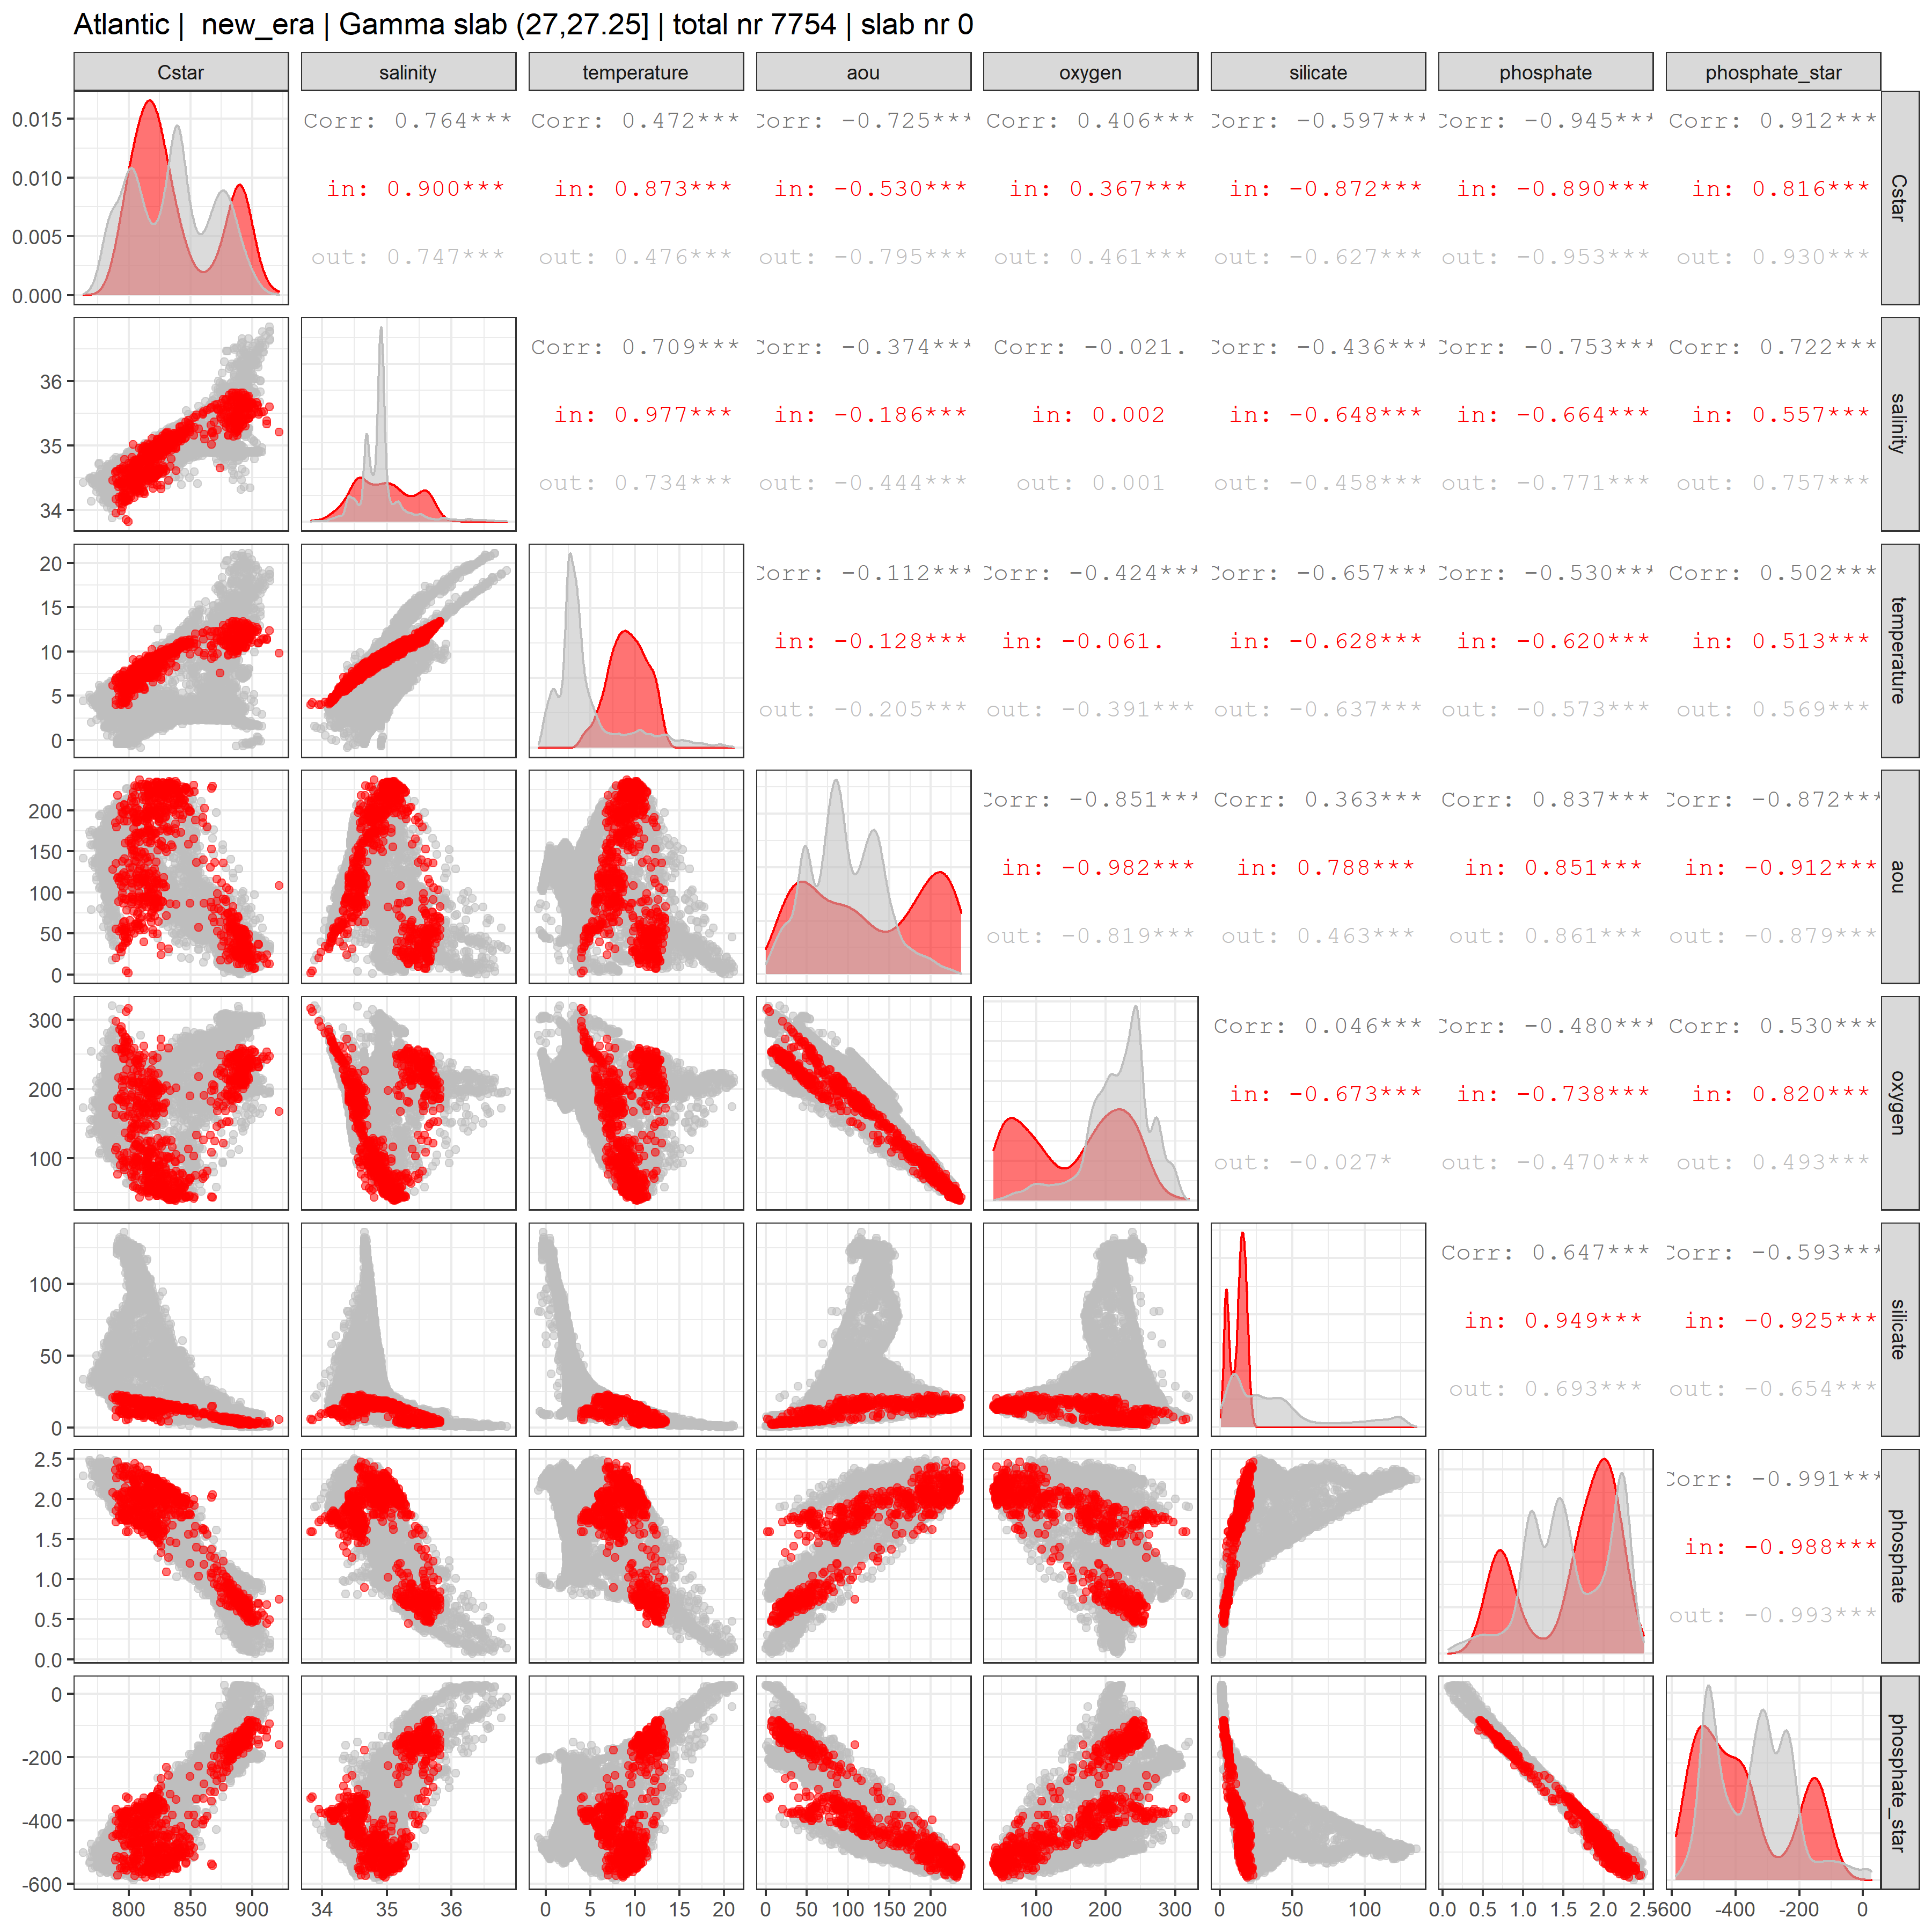 Atlantic |  new_era | Gamma slab (27,27.25] | total nr 7754 | slab nr 0
Cstar salinity temperature aou oxygen silicate phosphate phosphate_star
0.015 Corr: 0.764*** Corr: 0.472*** Corr: -0.725*** Corr: 0.406*** Corr: -0.597*** Corr: -0.945*** Corr: 0.912***
0.010 in: 0.900*** in: 0.873*** in: -0.530*** in: 0.367*** in: -0.872*** in: -0.890*** in: 0.816*** Cstar
0.005 out: 0.747*** out: 0.476*** out: -0.795*** out: 0.461*** out: -0.627*** out: -0.953*** out: 0.930***
0.000
Corr: 0.709*** Corr: -0.374*** Corr: -0.021. Corr: -0.436*** Corr: -0.753*** Corr: 0.722***
36
in: 0.977*** in: -0.186*** in: 0.002 in: -0.648*** in: -0.664*** in: 0.557*** salinity
35
out: 0.734*** out: -0.444*** out: 0.001 out: -0.458*** out: -0.771*** out: 0.757***
34
20 Corr: -0.112*** Corr: -0.424*** Corr: -0.657*** Corr: -0.530*** Corr: 0.502***
15
10 in: -0.128*** in: -0.061. in: -0.628*** in: -0.620*** in: 0.513*** temperature
5 out: -0.205*** out: -0.391*** out: -0.637*** out: -0.573*** out: 0.569***
0
200 Corr: -0.851*** Corr: 0.363*** Corr: 0.837*** Corr: -0.872***
150
100 in: -0.982*** in: 0.788*** in: 0.851*** in: -0.912*** aou
50 out: -0.819*** out: 0.463*** out: 0.861*** out: -0.879***
0
300 Corr: 0.046*** Corr: -0.480*** Corr: 0.530***
200 in: -0.673*** in: -0.738*** in: 0.820*** oxygen
100 out: -0.027* out: -0.470*** out: 0.493***
Corr: 0.647*** Corr: -0.593***
100
in: 0.949*** in: -0.925*** silicate
50
out: 0.693*** out: -0.654***
0
2.5 Corr: -0.991***
2.0
1.5 in: -0.988*** phosphate
1.0
0.5 out: -0.993***
0.0
0
-200
-400 phosphate_star
-600
800 850 900 34 35 36 0 5 10 15 20 0 50 100 150 200 100 200 300 0 50 100 0.0 0.5 1.0 1.5 2.0 2.5 -600 -400 -200 0